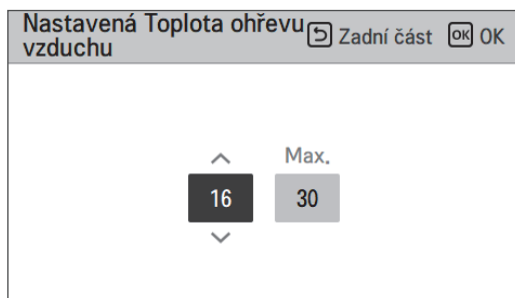 Nastavená Toplota ohřevu
vzduchu
Zadní část OK OK
Max.
16 30